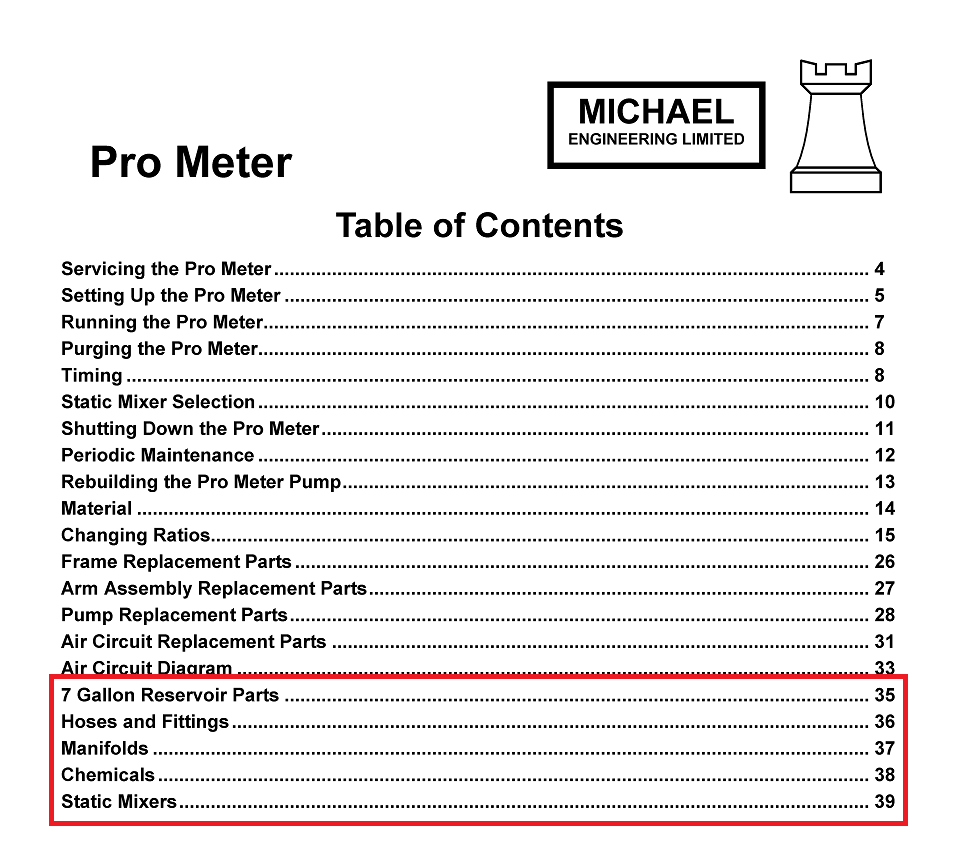 MICHAEL
ENGINEERING LIMITED
Pro Meter
Table of Contents
Servicing the Pro Meter ........ 4
Setting Up the Pro Meter ........ 5
Running the Pro Meter ........ 7
Purging the Pro Meter ........ 8
Timing ........ 8
Static Mixer Selection ........ 10
Shutting Down the Pro Meter ........ 11
Periodic Maintenance ........ 12
Rebuilding the Pro Meter Pump ........ 13
Material ........ 14
Changing Ratios ........ 15
Frame Replacement Parts ........ 26
Arm Assembly Replacement Parts ........ 27
Pump Replacement Parts ........ 28
Air Circuit Replacement Parts ........ 31
Air Circuit Diagram ........ 33
7 Gallon Reservoir Parts ........ 35
Hoses and Fittings ........ 36
Manifolds ........ 37
Chemicals ........ 38
Static Mixers ........ 39